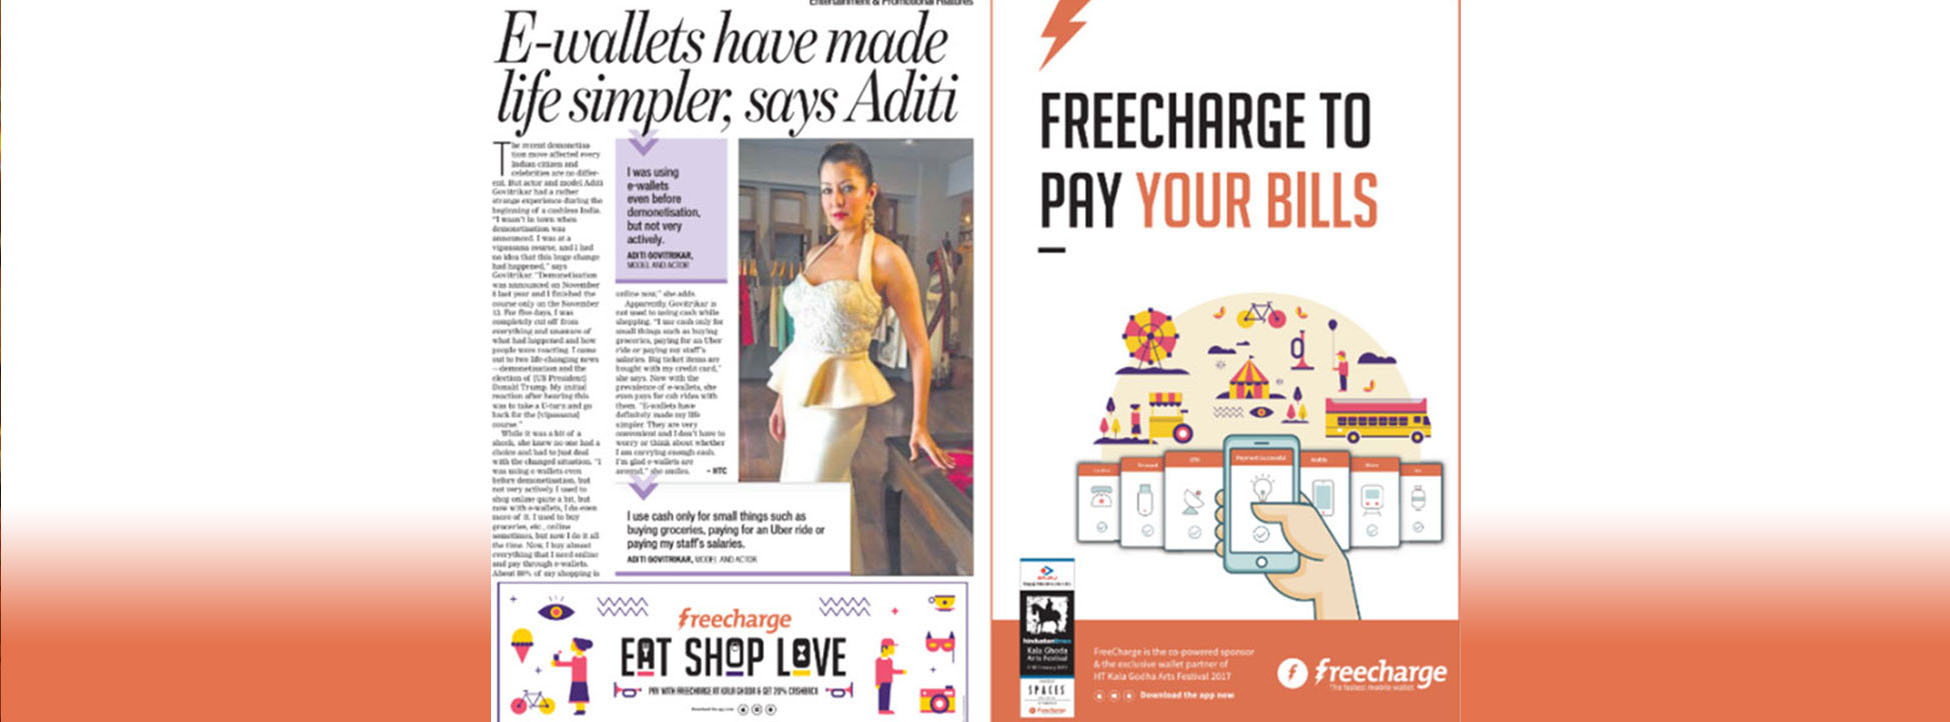 Entertainment & Promotional Features
E-wallets have made
life simpler, says Aditi
The recent demonetisa-
tion move affected every
Indian citizen and
celebrities are no differ-
ent. But actor and model Aditi
Govitrikar had a rather
strange experience during the
beginning of a cashless India.
“I wasn't in town when
demonetisation was
announced. I was at a
vipassana course, and I had
no idea that this huge change
had happened,” says
Govitrikar. “Demonetisation
was announced on November
8 last year and I finished the
course only on the November
13. For five days, I was
completely cut off from
everything and unaware of
what had happened and how
people were reacting. I came
out to two life-changing news
—demonetisation and the
election of [US President]
Donald Trump. My initial
reaction after hearing this
was to take a U-turn and go
back for the [vipassana]
course.”
While it was a bit of a
shock, she knew no one had a
choice and had to just deal
with the changed situation. “I
was using e-wallets even
before demonetisation, but
not very actively. I used to
shop online quite a bit, but
now with e-wallets, I do even
more of it. I used to buy
groceries, etc., online
sometimes, but now I do it all
the time. Now, I buy almost
everything that I need online
and pay through e-wallets.
About 80% of my shopping is
I was using
e-wallets
even before
demonetisation,
but not very
actively.
ADITI GOVITRIKAR,
MODEL AND ACTOR
online now,” she adds.
Apparently, Govitrikar is
not used to using cash while
shopping. “I use cash only for
small things such as buying
groceries, paying for an Uber
ride or paying my staff's
salaries. Big ticket items are
bought with my credit card,”
she says. Now with the
prevalence of e-wallets, she
even pays for cab rides with
them. “E-wallets have
definitely made my life
simpler. They are very
convenient and I don't have to
worry or think about whether
I am carrying enough cash.
I'm glad e-wallets are
around,” she smiles. – HTC
I use cash only for small things such as
buying groceries, paying for an Uber ride or
paying my staff's salaries.
ADITI GOVITRIKAR, MODEL AND ACTOR
freecharge
EAT SHOP LOVE
PAY WITH FREECHARGE AT KALA GHODA & GET 20% CASHBACK
Download the app now
FREECHARGE TO
PAY YOUR BILLS
Payment Successful
hindustantimes
Kala Ghoda
Arts Festival
SPACES
freecharge
FreeCharge is the co-powered sponsor
& the exclusive wallet partner of
HT Kala Godha Arts Festival 2017
Download the app now
freecharge
The fastest mobile wallet